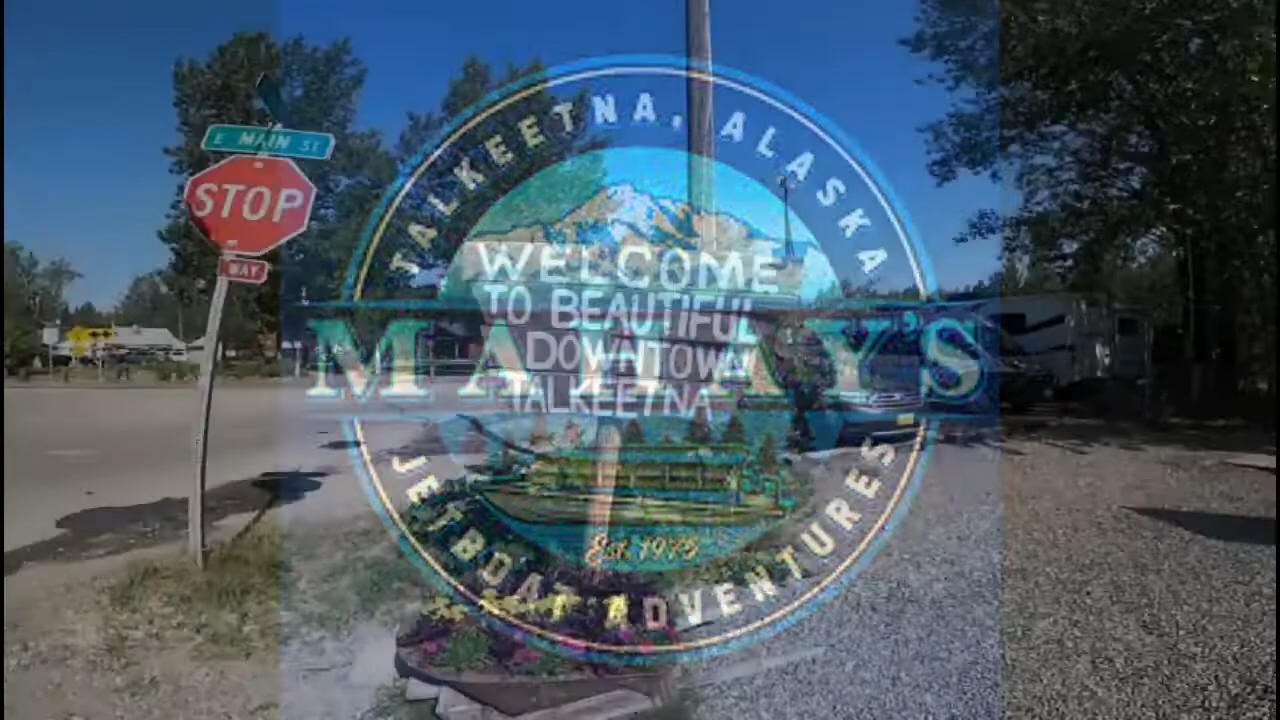 E MAIN ST
STOP
WAY
TALKEETNA, ALASKA
WELCOME
TO BEAUTIFUL
DOWNTOWN
TALKEETNA
MAHAY'S
Est. 1975
JETBOAT ADVENTURES